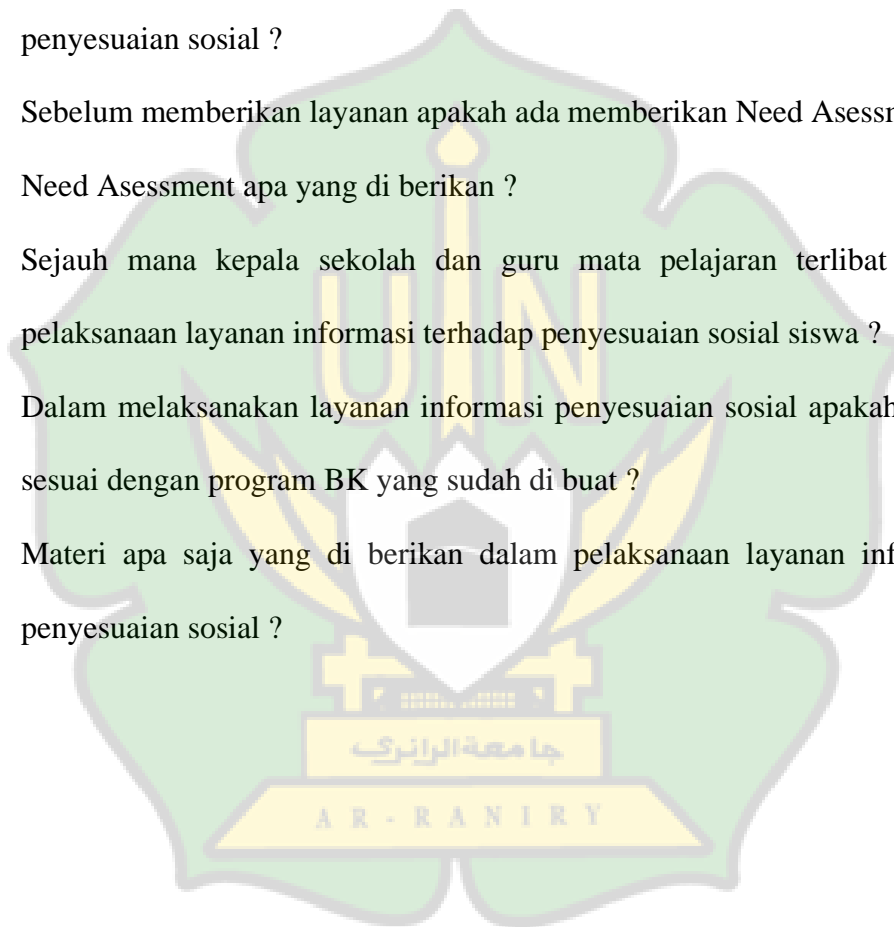 penyesuaian sosial ?
Sebelum memberikan layanan apakah ada memberikan Need
Need Asessment apa yang di berikan ?
Sejauh mana kepala sekolah dan guru mata pelajaran terlibat
pelaksanaan layanan informasi terhadap penyesuaian sosial siswa ?
Dalam melaksanakan layanan informasi penyesuaian sosial apakah
sesuai dengan program BK yang sudah di buat ?
Materi apa saja yang di berikan dalam pelaksanaan layanan
penyesuaian sosial ?
UIN
جامعة الرانري
AR-RANIRY